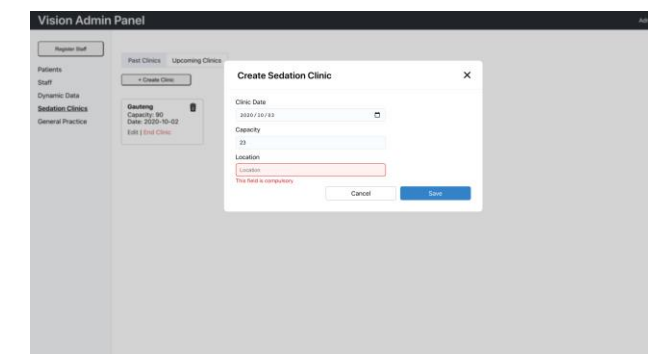 Vision Admin Panel
Register Staff
Patients
Staff
Dynamic Data
Sedation Clinics
General Practice
Past Clinics
Upcoming Clinics
+ Create Clinic
Gauteng
Capacity: 90
Date: 2020-10-02
Edit | End Clinic
Create Sedation Clinic
Clinic Date
2020/10/03
Capacity
23
Location
Location
This field is compulsory
Cancel
Save